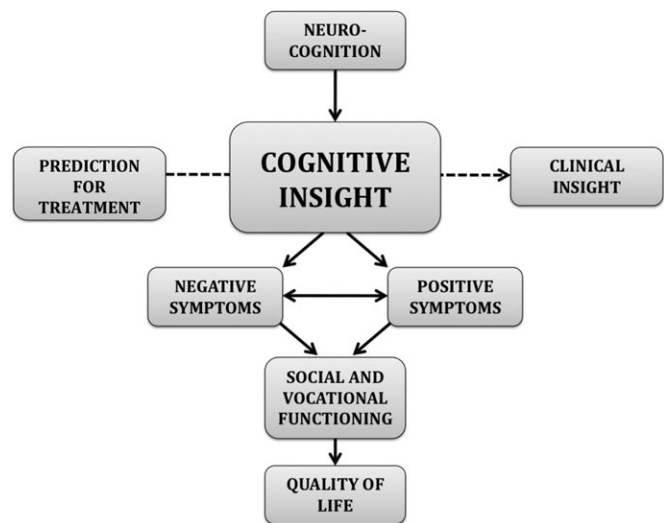 NEURO-
COGNITION
COGNITIVE
INSIGHT
PREDICTION
FOR
TREATMENT
CLINICAL
INSIGHT
NEGATIVE
SYMPTOMS
POSITIVE
SYMPTOMS
SOCIAL AND
VOCATIONAL
FUNCTIONING
QUALITY OF
LIFE